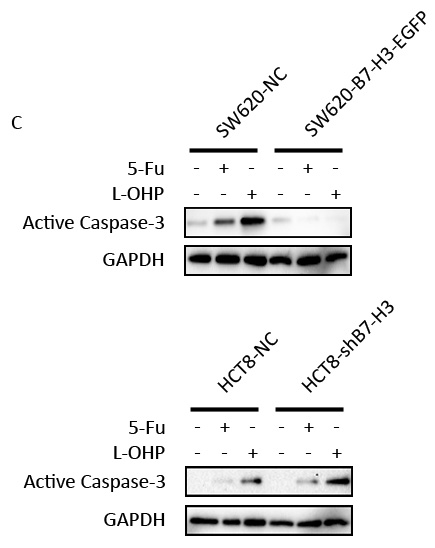 C
SW620-NC
SW620-B7-H3-EGFP
5-Fu - + - - + -
L-OHP - - + - - +
Active Caspase-3
GAPDH
HCT8-NC
HCT8-shB7-H3
5-Fu - + - - + -
L-OHP - - + - - +
Active Caspase-3
GAPDH